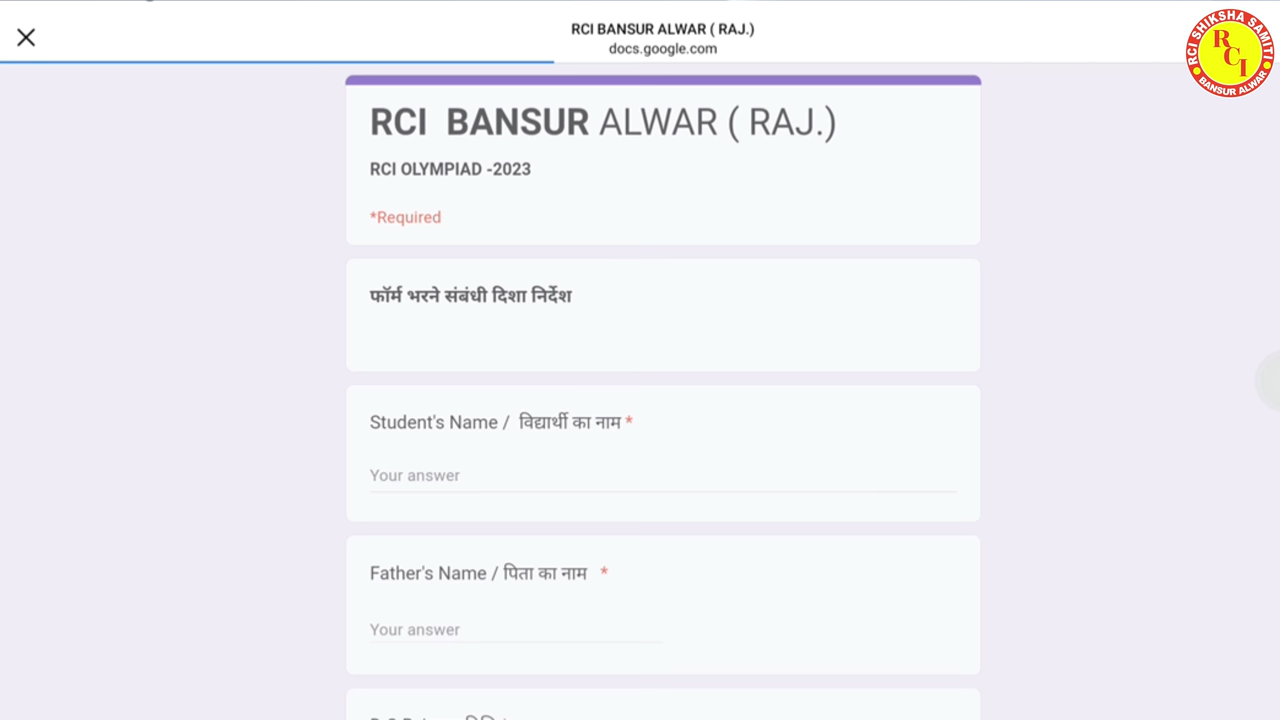 RCI BANSUR ALWAR ( RAJ.)
docs.google.com
RCI SHIKSHA SAMITI
RCI
BANSUR ALWAR
RCI BANSUR ALWAR ( RAJ.)
RCI OLYMPIAD -2023
*Required
फॉर्म भरने संबंधी दिशा निर्देश
Student's Name / विद्यार्थी का नाम *
Your answer
Father's Name / पिता का नाम *
Your answer